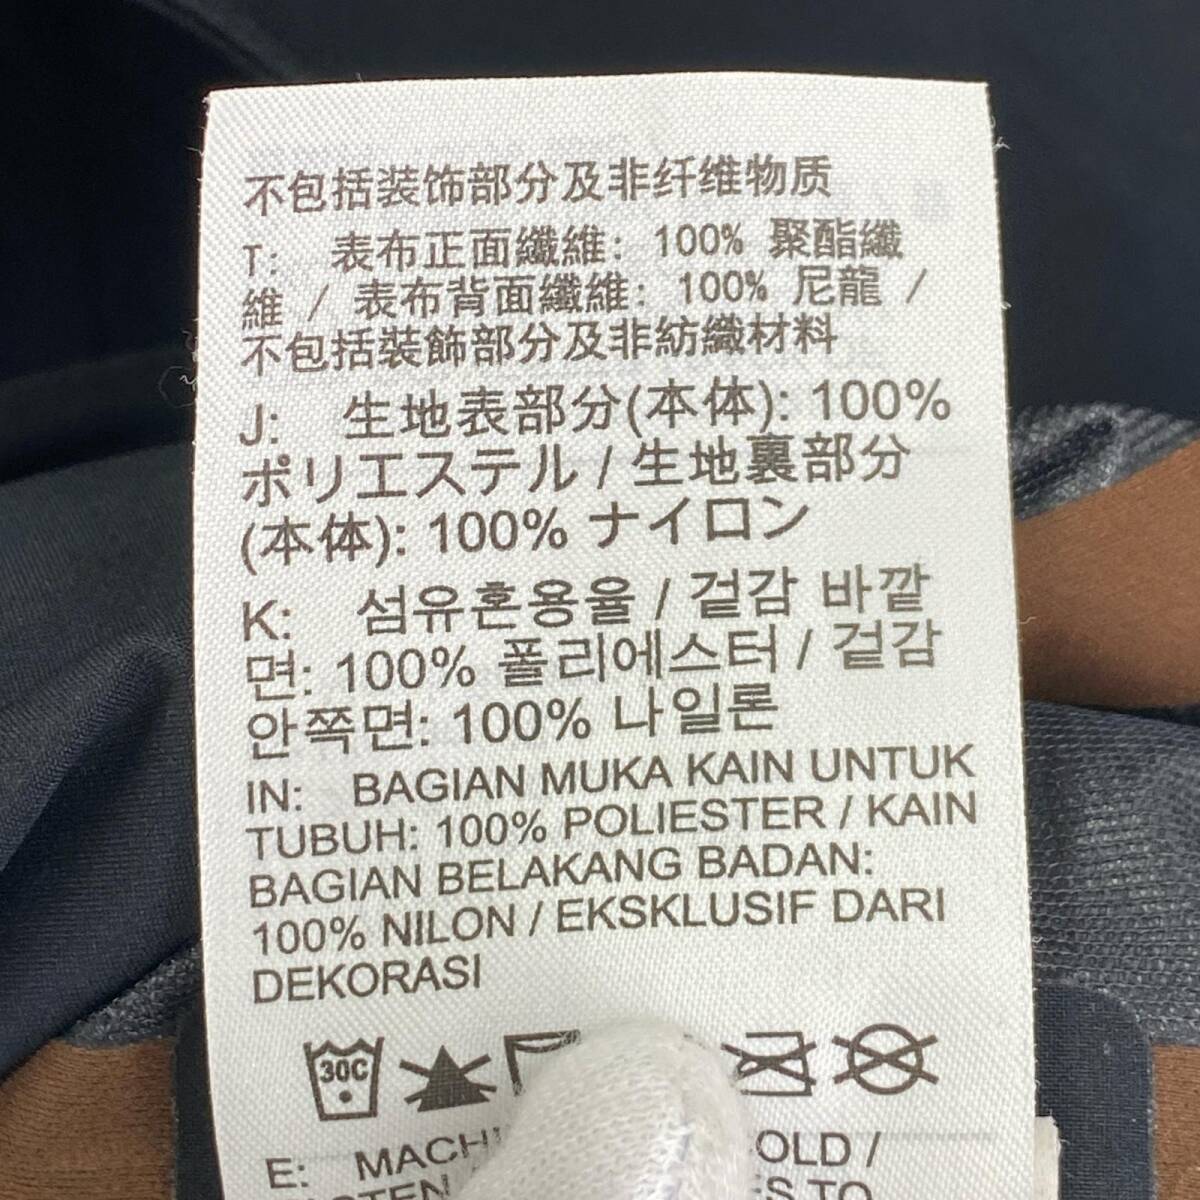 不包括装饰部分及非纤维物质
T: 表布正面纖維: 100% 聚酯纖
維 / 表布背面纖維: 100% 尼龍 /
不包括裝飾部分及非紡織材料
J: 生地表部分(本体): 100%
ポリエステル / 生地裏部分
(本体): 100% ナイロン
K: 섬유혼용율 / 겉감 바깥
면: 100% 폴리에스터 / 겉감
안쪽면: 100% 나일론
IN: BAGIAN MUKA KAIN UNTUK
TUBUH: 100% POLIESTER / KAIN
BAGIAN BELAKANG BADAN:
100% NILON / EKSKLUSIF DARI
DEKORASI
30C
E: /
TO